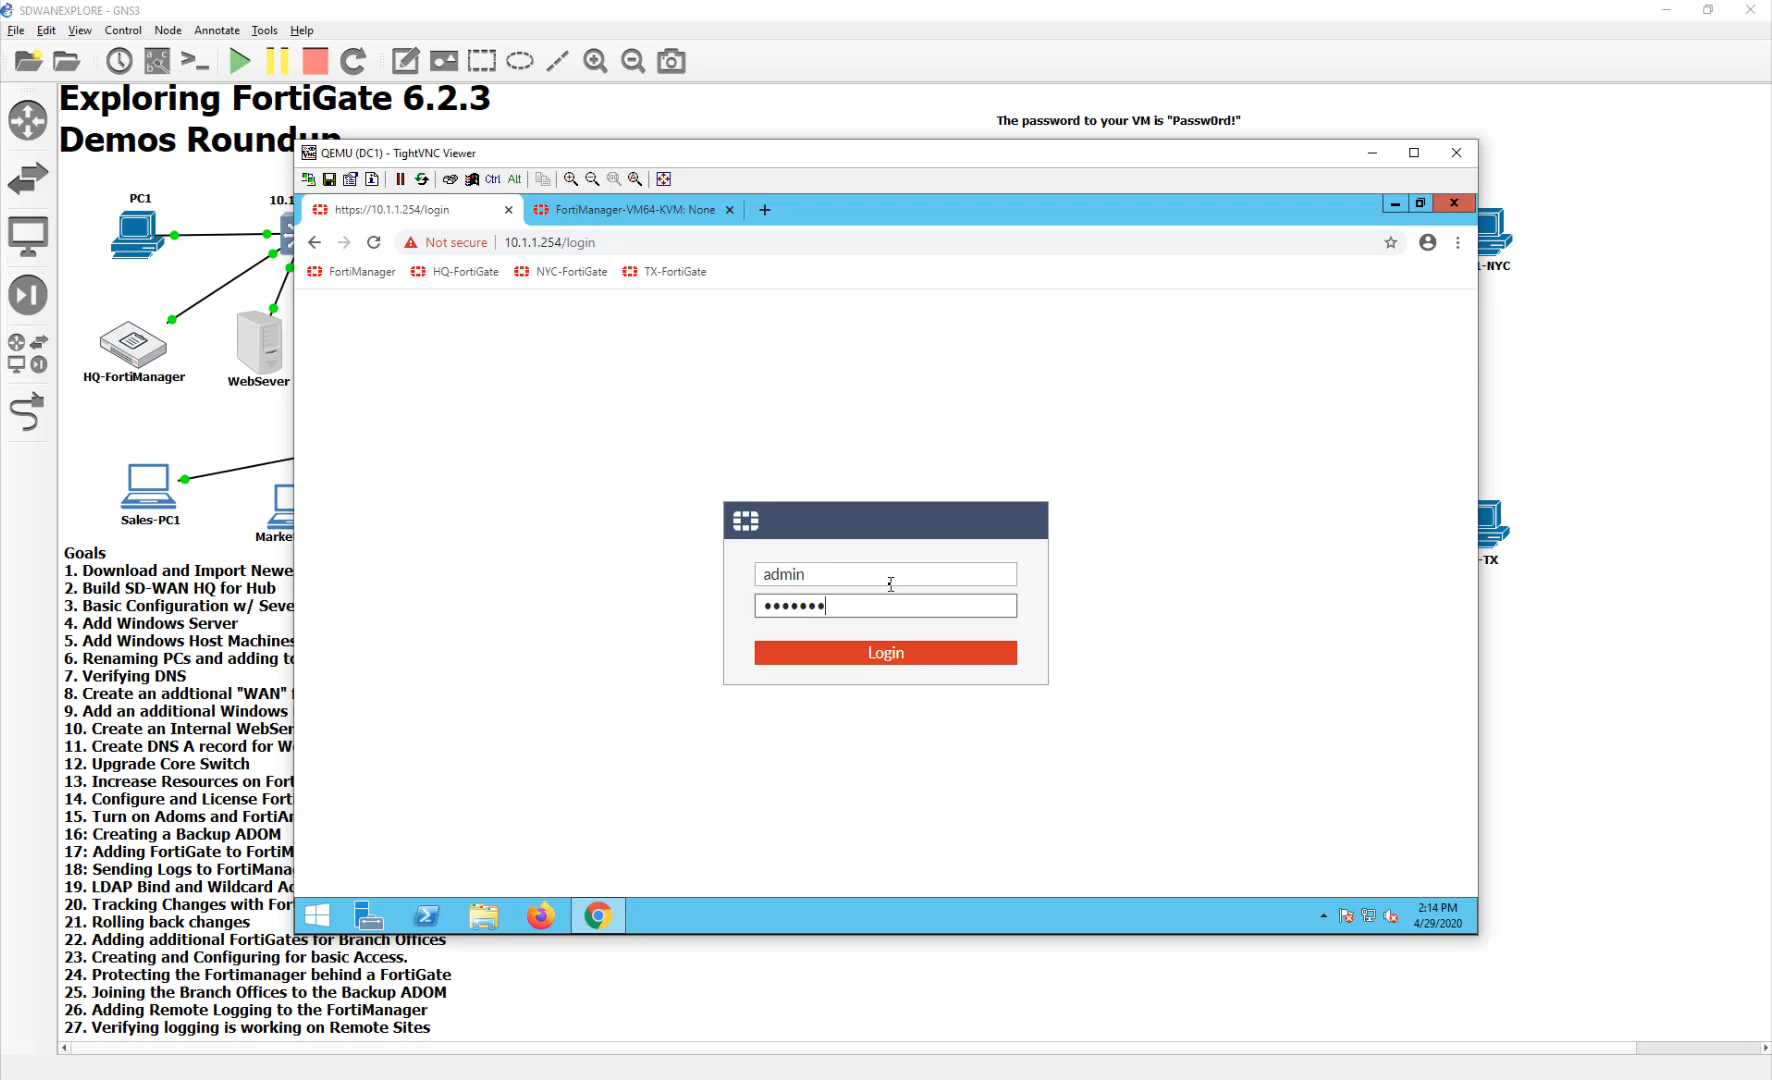 SDWANEXPLORE - GNS3
File Edit View Control Node Annotate Tools Help
Exploring FortiGate 6.2.3
Demos Roundup
The password to your VM is "Passw0rd!"
QEMU (DC1) - TightVNC Viewer
Ctrl Alt
https://10.1.1.254/login
FortiManager-VM64-KVM: None
Not secure
10.1.1.254/login
FortiManager
HQ-FortiGate
NYC-FortiGate
TX-FortiGate
admin
Login
2:14 PM
4/29/2020
PC1
10.1
HQ-FortiManager
WebSever
Sales-PC1
Marke
1-NYC
-TX
Goals
1. Download and Import Newe
2. Build SD-WAN HQ for Hub
3. Basic Configuration w/ Seve
4. Add Windows Server
5. Add Windows Host Machines
6. Renaming PCs and adding to
7. Verifying DNS
8. Create an addtional "WAN"
9. Add an additional Windows
10. Create an Internal WebSer
11. Create DNS A record for W
12. Upgrade Core Switch
13. Increase Resources on Fort
14. Configure and License Forti
15. Turn on Adoms and FortiAn
16: Creating a Backup ADOM
17: Adding FortiGate to FortiM
18: Sending Logs to FortiMana
19. LDAP Bind and Wildcard Ad
20. Tracking Changes with For
21. Rolling back changes
22. Adding additional FortiGates for Branch Offices
23. Creating and Configuring for basic Access.
24. Protecting the Fortimanager behind a FortiGate
25. Joining the Branch Offices to the Backup ADOM
26. Adding Remote Logging to the FortiManager
27. Verifying logging is working on Remote Sites